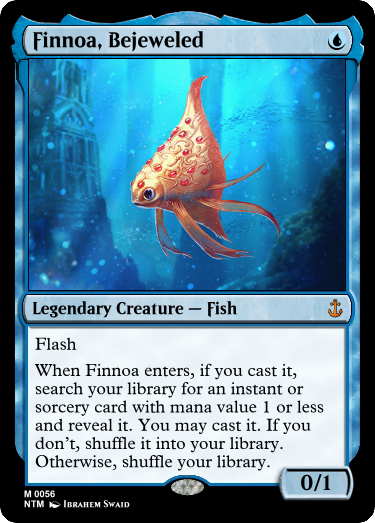 Finnoa, Bejeweled
Legendary Creature — Fish
Flash
When Finnoa enters, if you cast it,
search your library for an instant or
sorcery card with mana value 1 or less
and reveal it. You may cast it. If you
don't, shuffle it into your library.
Otherwise, shuffle your library.
0/1
M 0056
NTM Ibrahem Swaid